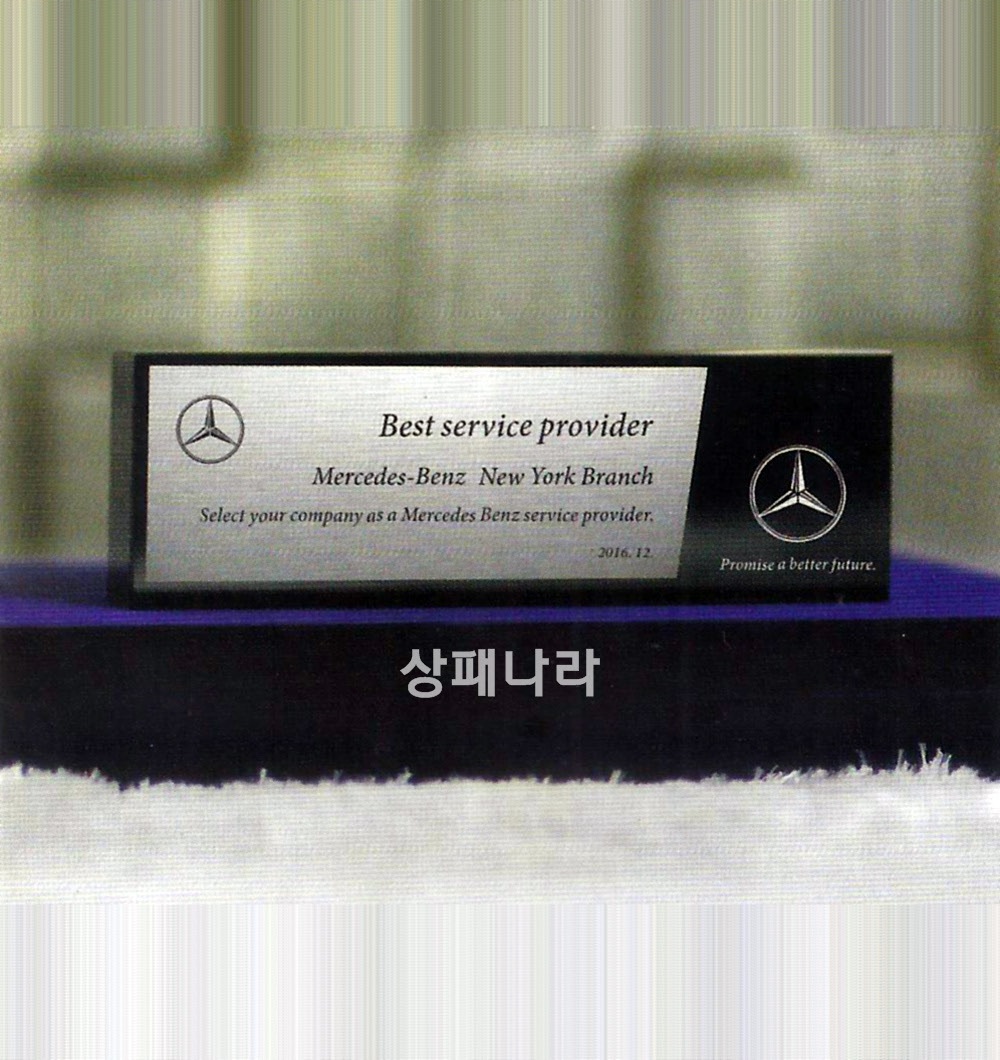 Best service provider
Mercedes-Benz New York Branch
Select your company as a Mercedes Benz service provider.
2016. 12.
Promise a better future.
상패나라